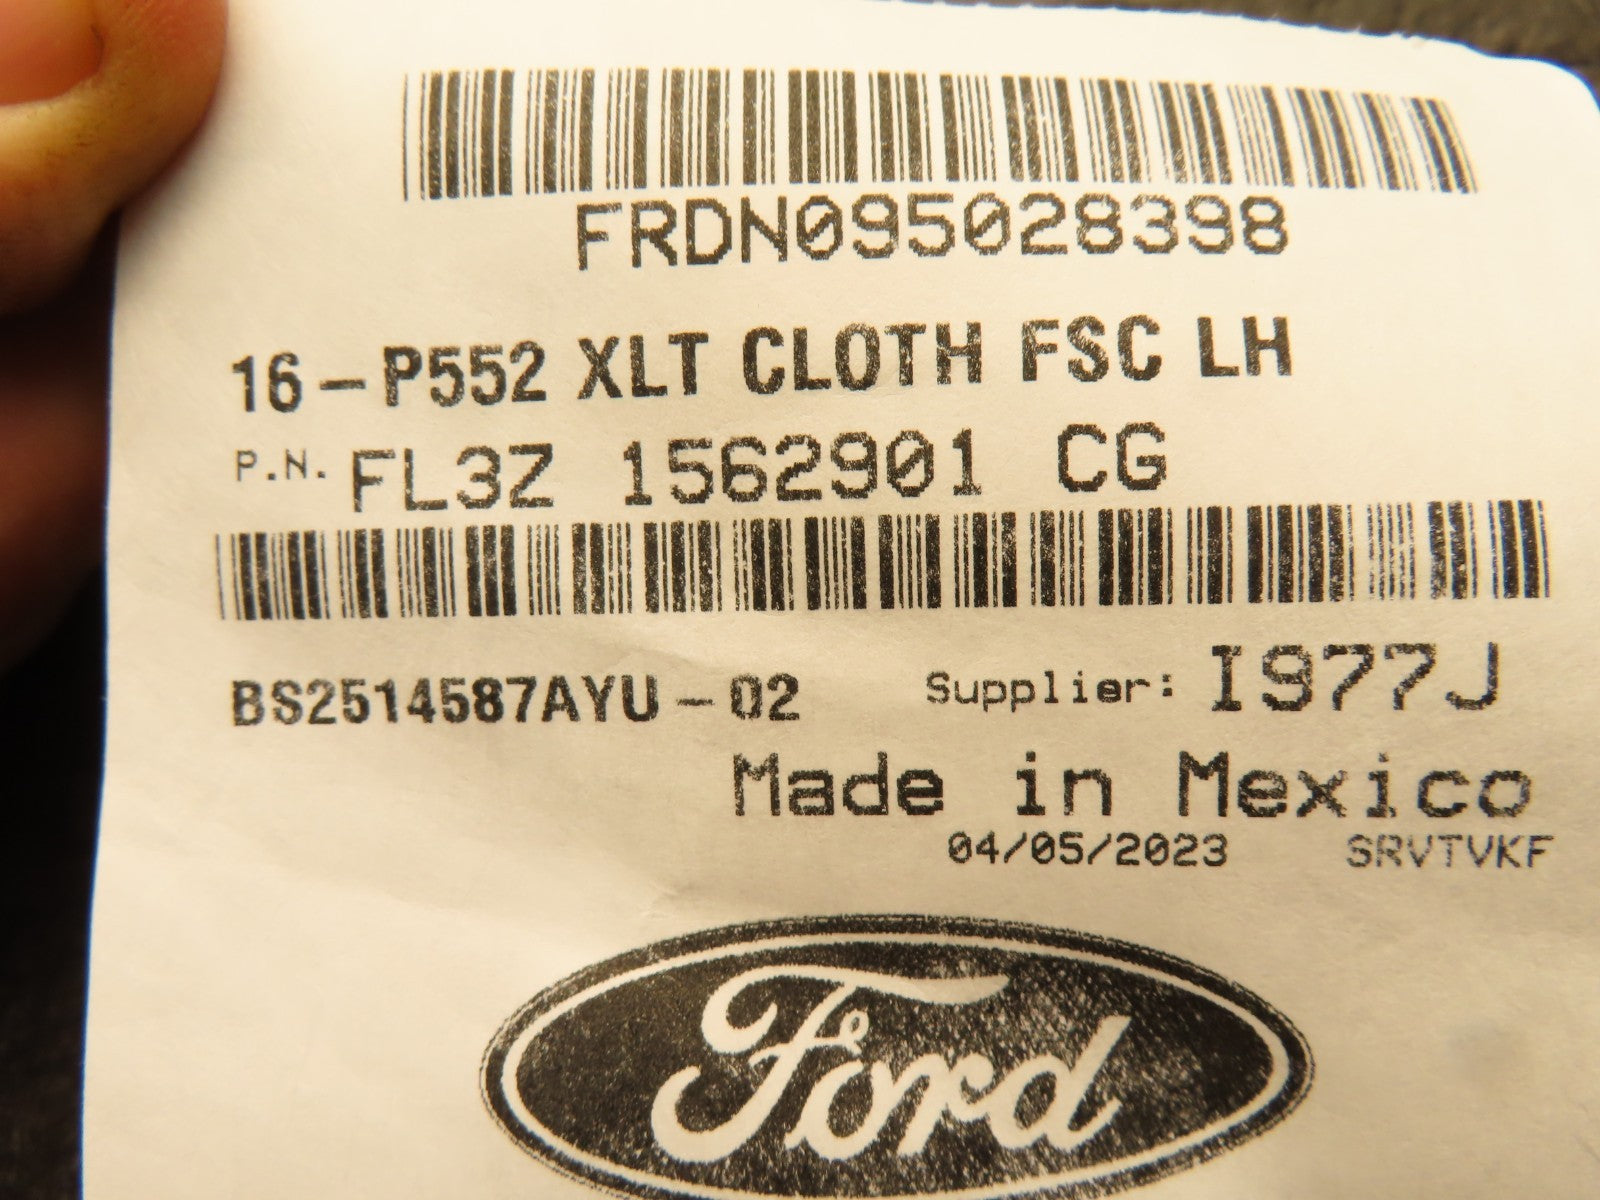 FRDN095028398
16-P552 XLT CLOTH FSC LH
P.N. FL3Z 1562901 CG
BS2514587AYU-02 Supplier: I977J
Made in Mexico
04/05/2023 SRVTVKF
Ford